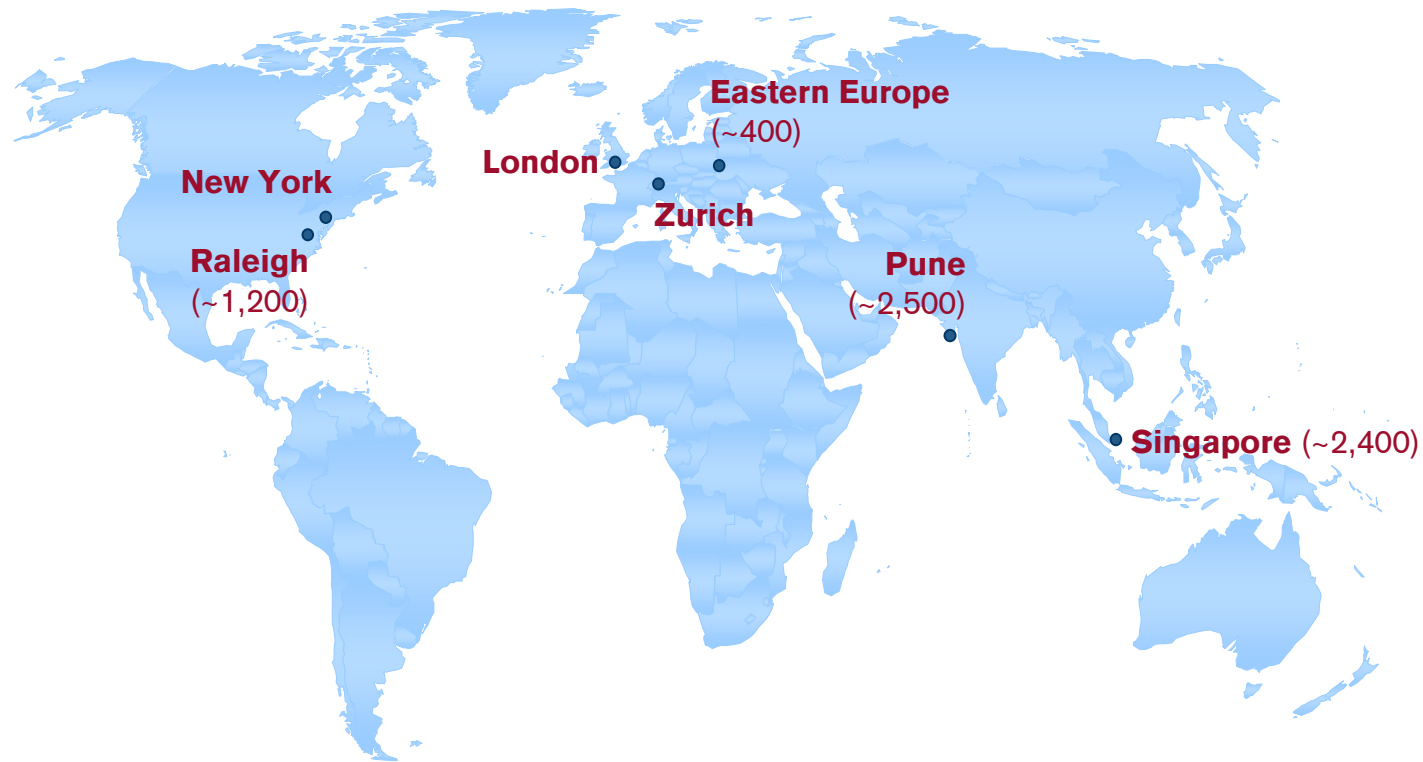 Eastern Europe
(~400)
London
New York
Zurich
Raleigh
(~1,200)
Pune
(~2,500)
Singapore (~2,400)